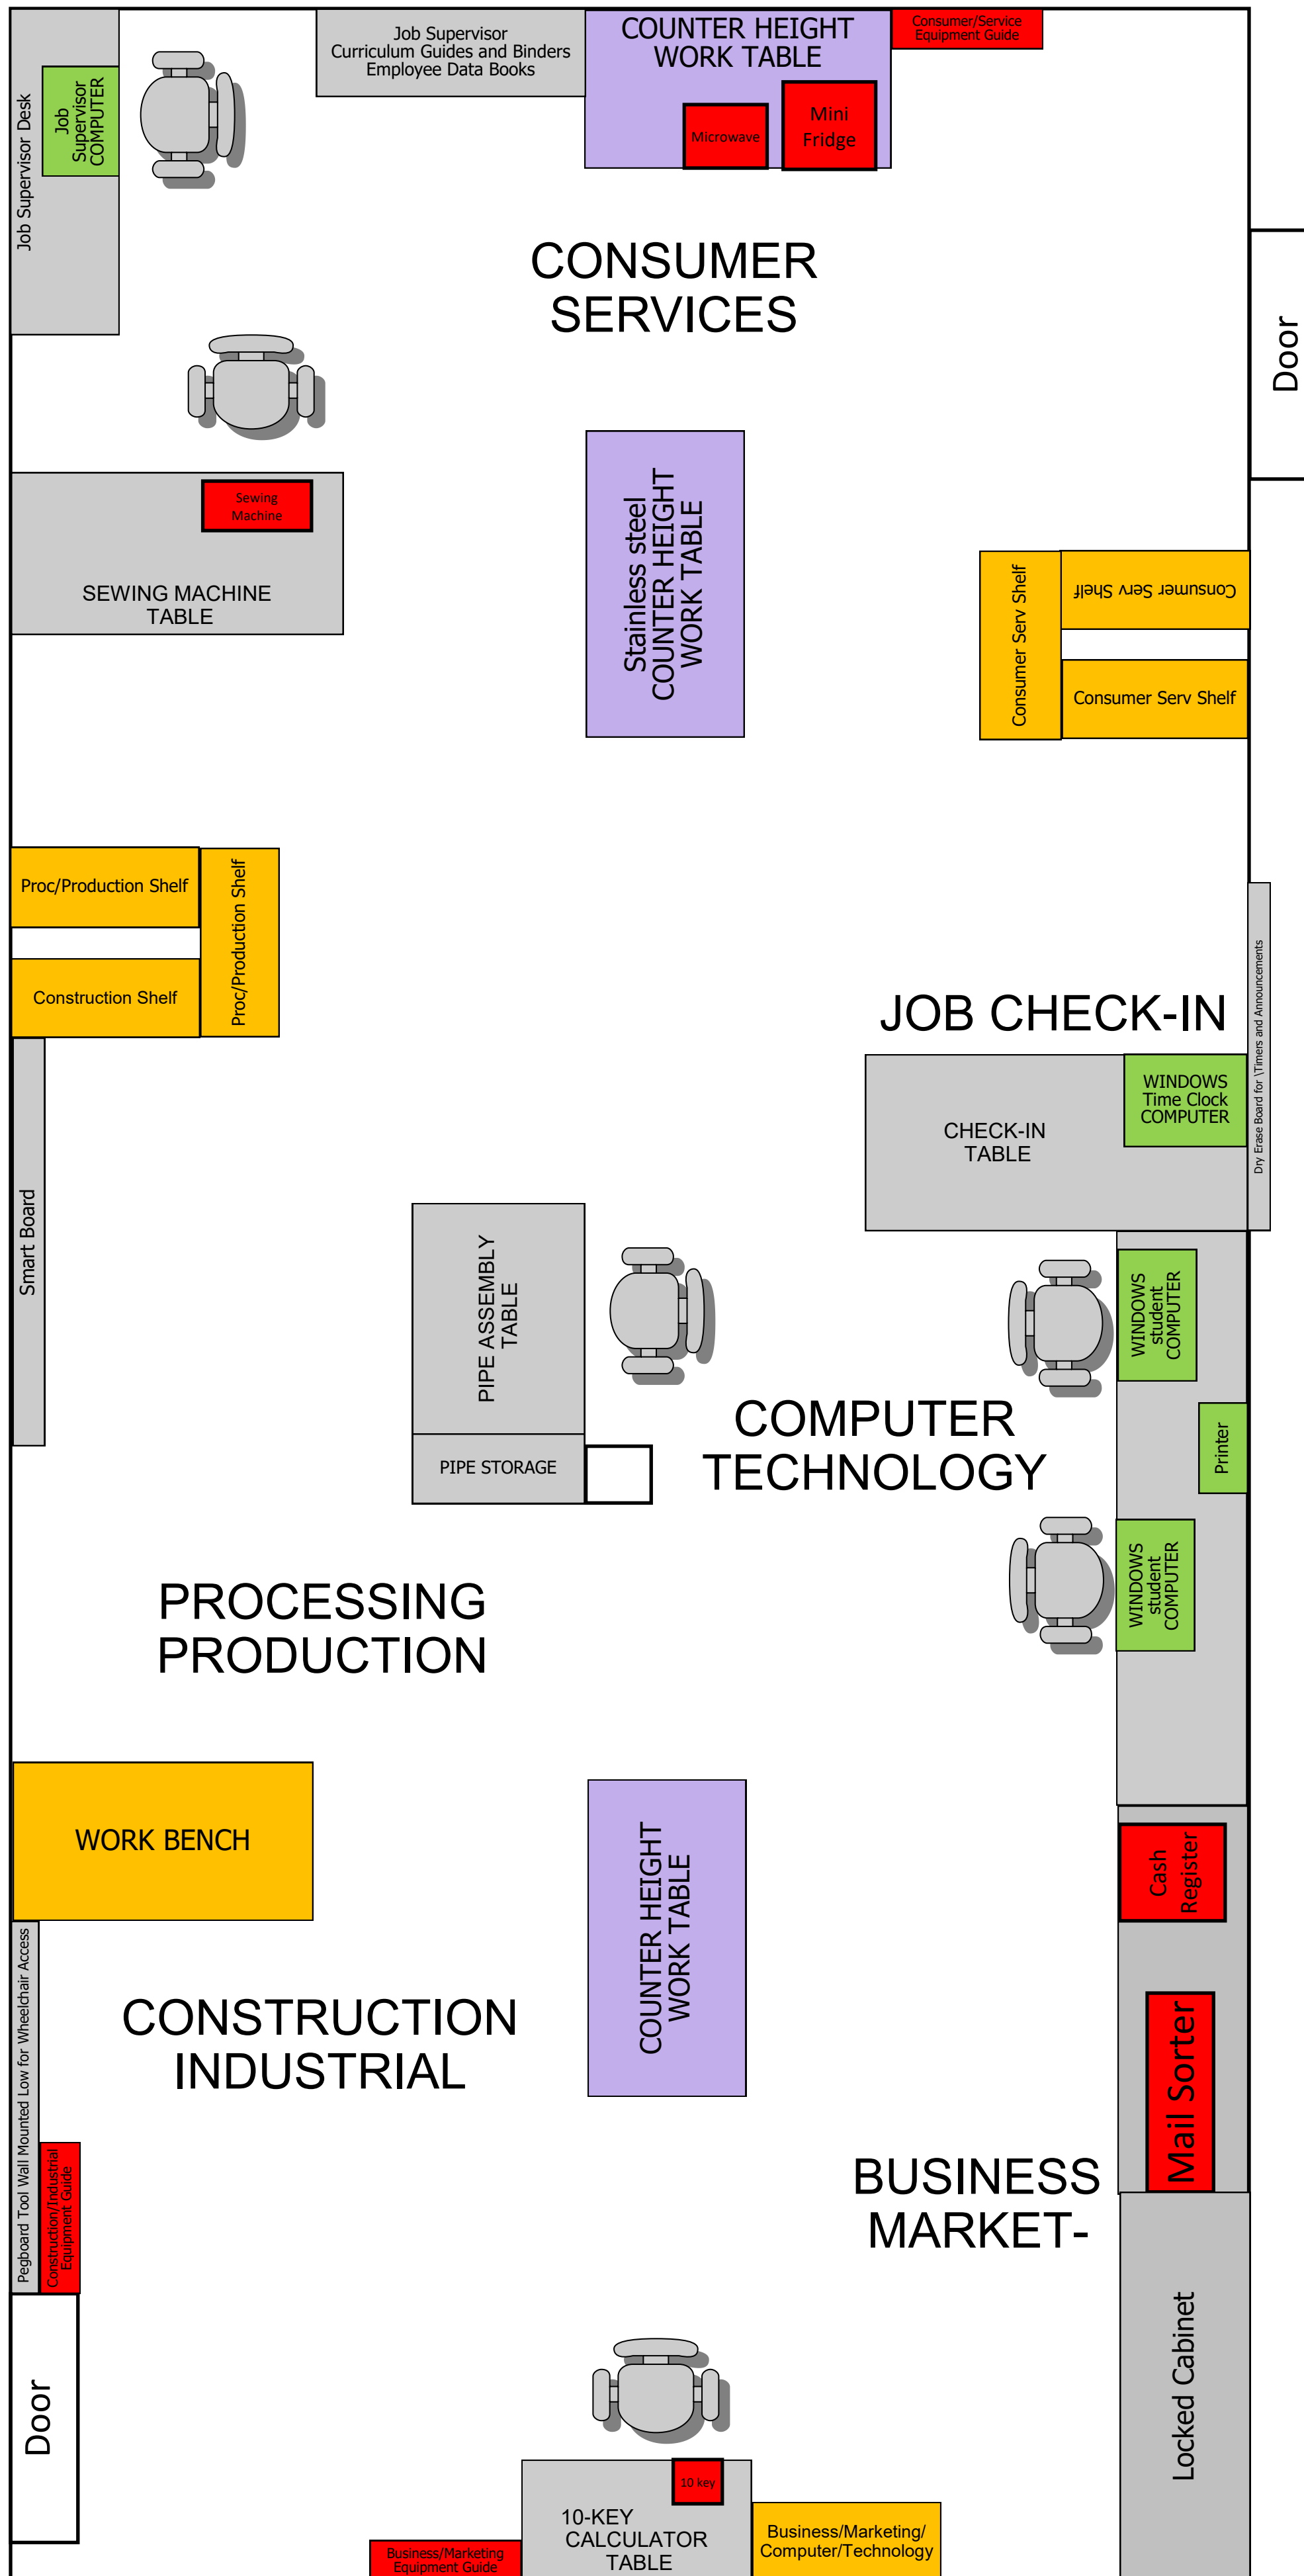 Job Supervisor
Curriculum Guides and Binders
Employee Data Books
COUNTER HEIGHT
WORK TABLE
Consumer/Service
Equipment Guide
Microwave
Mini
Fridge
Job Supervisor Desk
Job
Supervisor
COMPUTER
CONSUMER
SERVICES
Door
Sewing
Machine
SEWING MACHINE
TABLE
Stainless steel
COUNTER HEIGHT
WORK TABLE
Consumer Serv Shelf
Consumer Serv Shelf
Consumer Serv Shelf
Proc/Production Shelf
Proc/Production Shelf
Construction Shelf
Dry Erase Board for \Timers and Announcements
JOB CHECK-IN
WINDOWS
Time Clock
COMPUTER
CHECK-IN
TABLE
Smart Board
PIPE ASSEMBLY
TABLE
PIPE STORAGE
WINDOWS
student
COMPUTER
COMPUTER
TECHNOLOGY
Printer
WINDOWS
student
COMPUTER
PROCESSING
PRODUCTION
WORK BENCH
COUNTER HEIGHT
WORK TABLE
Cash
Register
Pegboard Tool Wall Mounted Low for Wheelchair Access
CONSTRUCTION
INDUSTRIAL
Mail Sorter
Construction/Industrial
Equipment Guide
BUSINESS
MARKET-
Locked Cabinet
Door
10 key
10-KEY
CALCULATOR
TABLE
Business/Marketing/
Computer/Technology
Business/Marketing
Equipment Guide